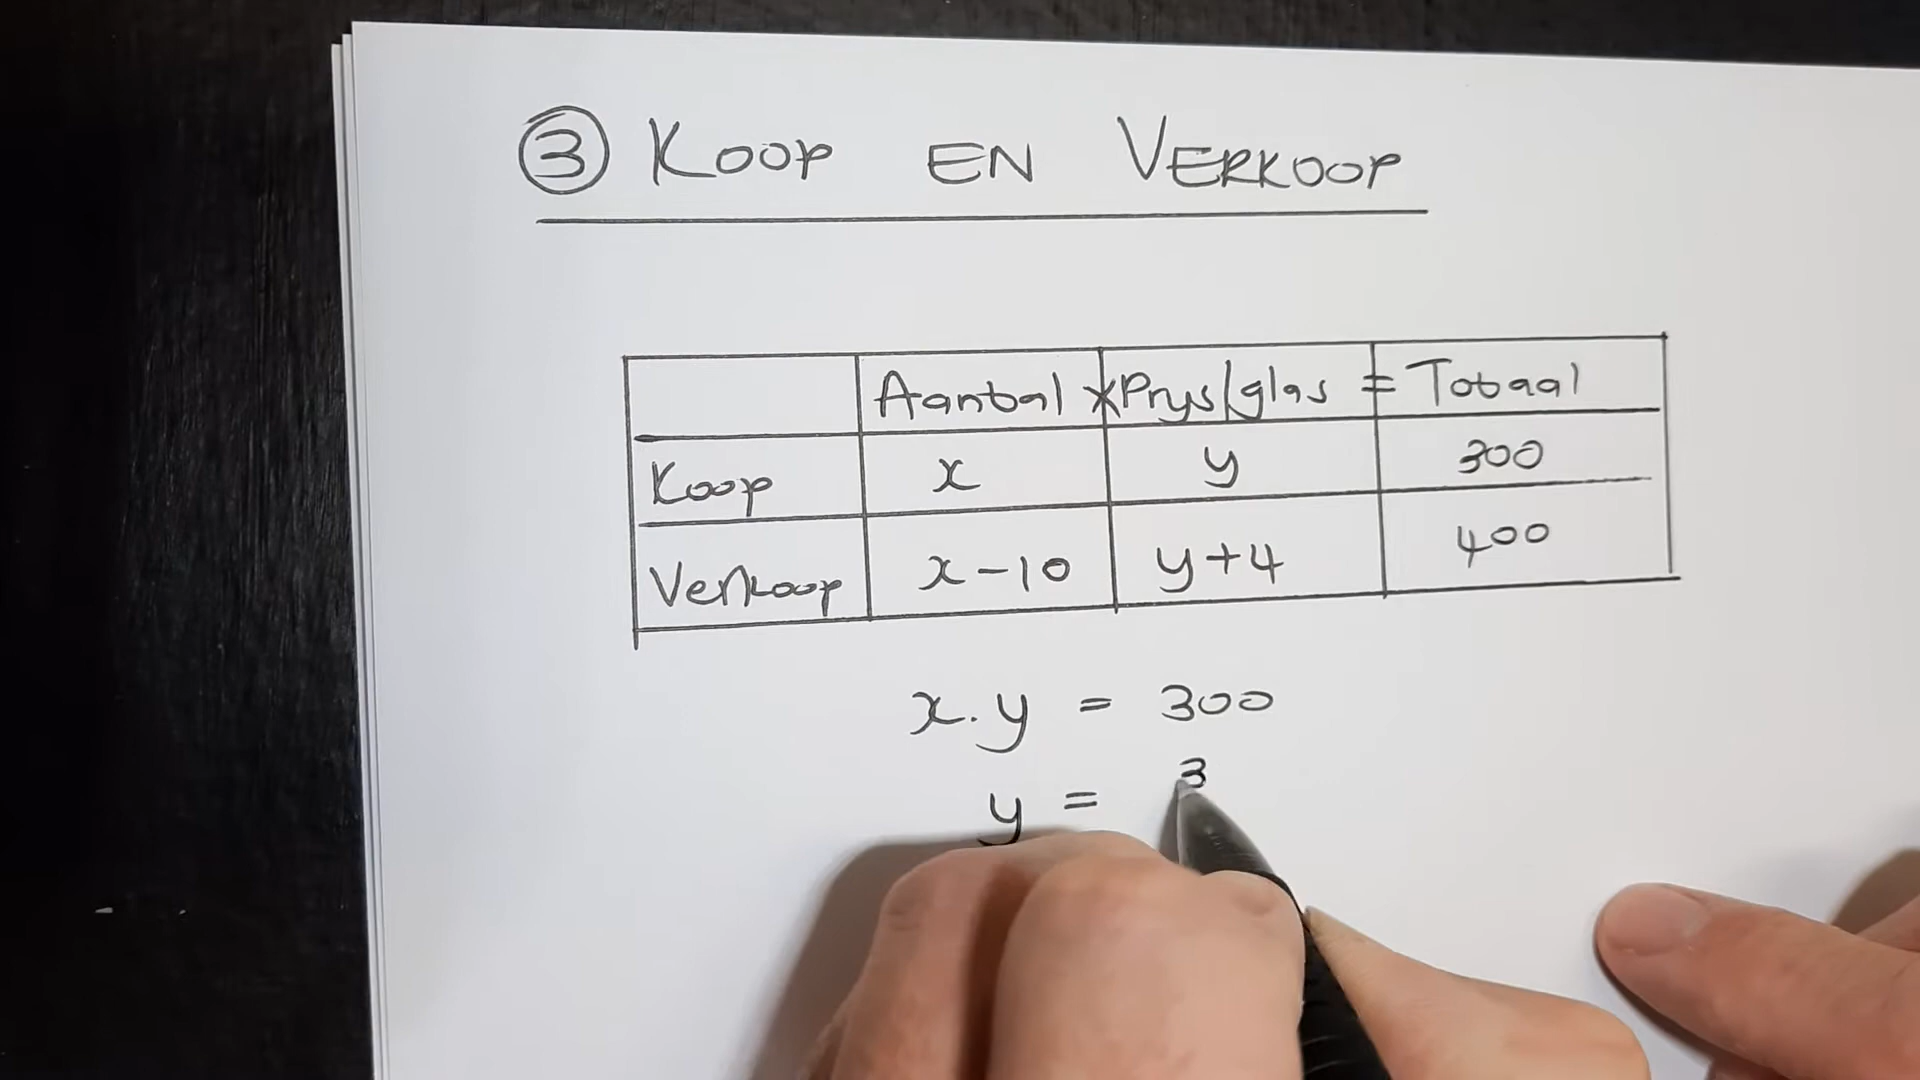 ③ KOOP EN VERKOOP
Aantal × Prys/glas = Totaal
Koop x y 300
Verkoop x-10 y+4 400
x.y = 300
y = 3